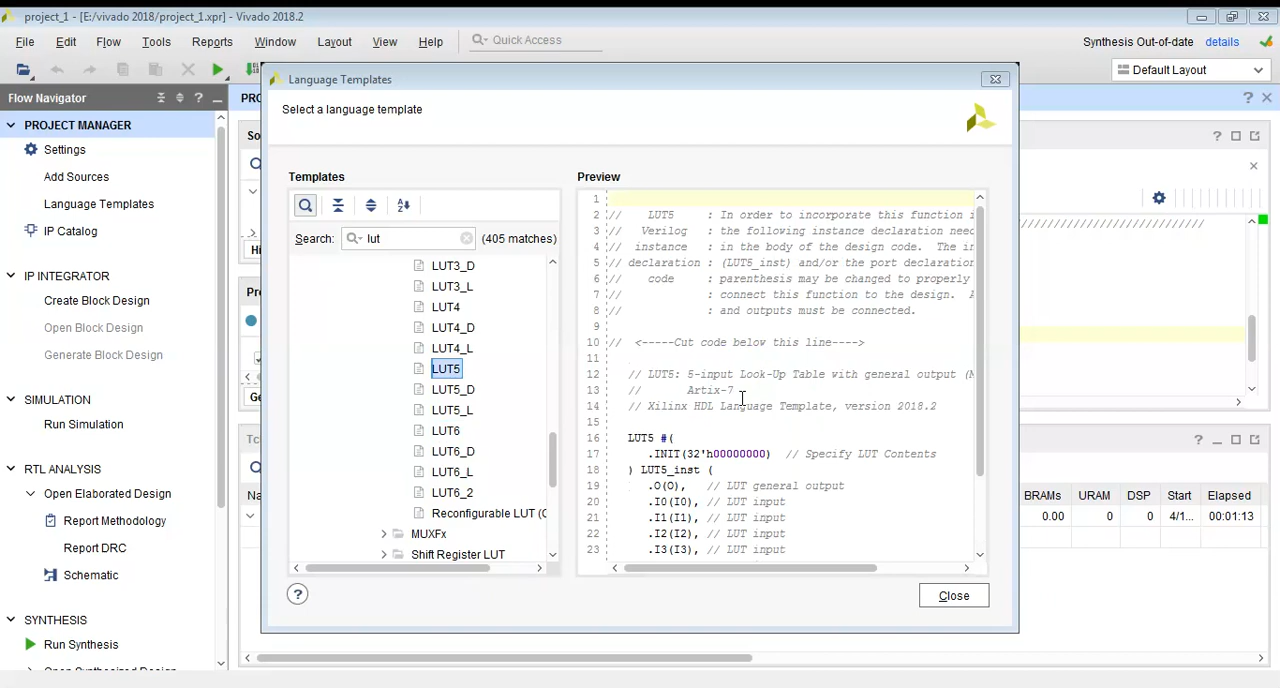 project_1 - [E:/vivado 2018/project_1.xpr] - Vivado 2018.2
File Edit Flow Tools Reports Window Layout View Help Quick Access
Synthesis Out-of-date details
Default Layout
Flow Navigator
PROJECT MANAGER
Settings
Add Sources
Language Templates
IP Catalog
IP INTEGRATOR
Create Block Design
Open Block Design
Generate Block Design
SIMULATION
Run Simulation
RTL ANALYSIS
Open Elaborated Design
Report Methodology
Report DRC
Schematic
SYNTHESIS
Run Synthesis
Language Templates
Select a language template
Templates
Search: lut (405 matches)
LUT3_D
LUT3_L
LUT4
LUT4_D
LUT4_L
LUT5
LUT5_D
LUT5_L
LUT6
LUT6_D
LUT6_L
LUT6_2
Reconfigurable LUT (
MUXFx
Shift Register LUT
Preview
1
2 // LUT5 : In order to incorporate this function i
3 // Verilog : the following instance declaration need
4 // instance : in the body of the design code. The in
5 // declaration : (LUT5_inst) and/or the port declaration
6 // code : parenthesis may be changed to properly
7 // : connect this function to the design. A
8 // : and outputs must be connected.
9
10 // <-----Cut code below this line---->
11
12 // LUT5: 5-input Look-Up Table with general output (
13 // Artix-7
14 // Xilinx HDL Language Template, version 2018.2
15
16 LUT5 #(
17 .INIT(32'h00000000) // Specify LUT Contents
18 ) LUT5_inst (
19 .O(O), // LUT general output
20 .I0(I0), // LUT input
21 .I1(I1), // LUT input
22 .I2(I2), // LUT input
23 .I3(I3), // LUT input
Close
PRO
So
Hi
Pr
Ge
Tc
Na
//////////////////////////////
BRAMs URAM DSP Start Elapsed
0.00 0 0 4/1... 00:01:13